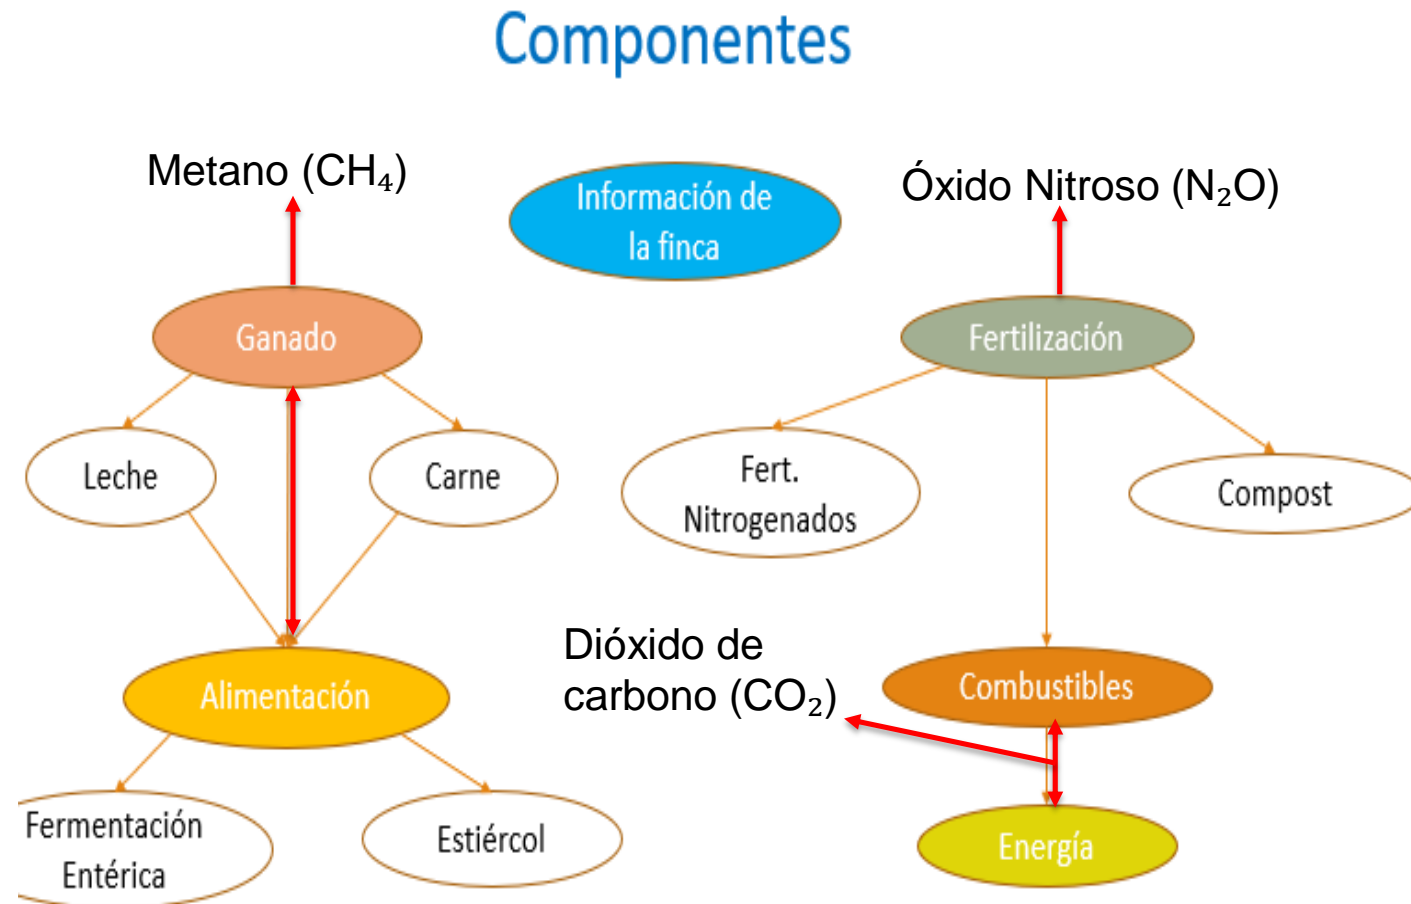 Componentes
Metano (CH₄)
Información de
la finca
Óxido Nitroso (N₂O)
Ganado
Fertilización
Leche
Carne
Fert.
Nitrogenados
Compost
Dióxido de
carbono (CO₂)
Alimentación
Combustibles
Fermentación
Entérica
Estiércol
Energía